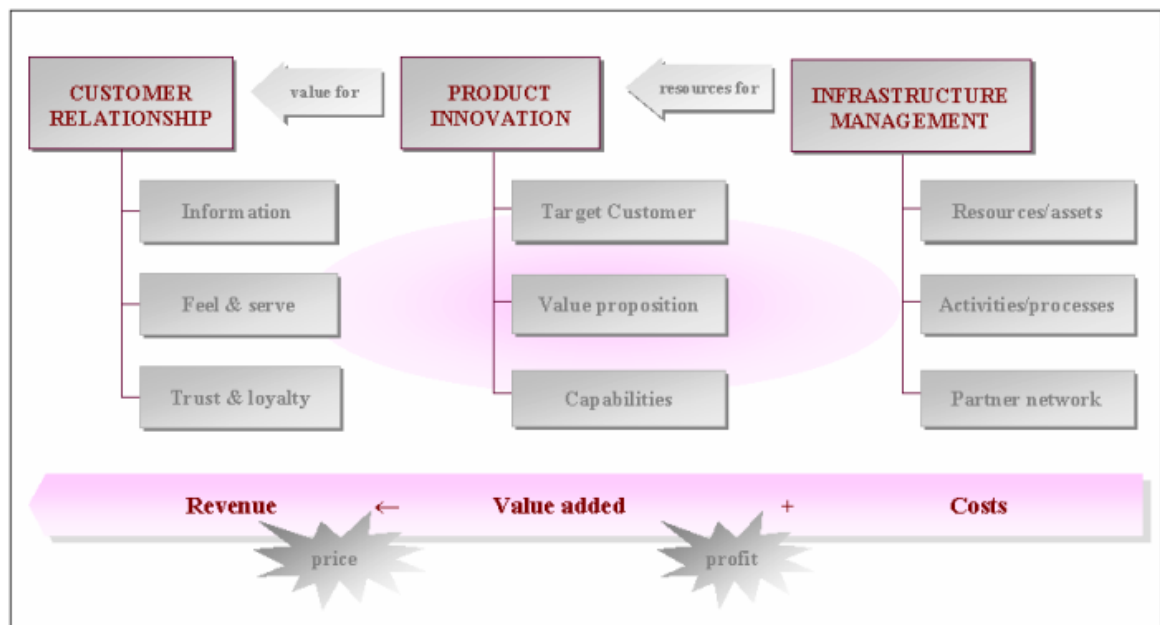 CUSTOMER
RELATIONSHIP
value for
PRODUCT
INNOVATION
resources for
INFRASTRUCTURE
MANAGEMENT
Information
Feel & serve
Trust & loyalty
Target Customer
Value proposition
Capabilities
Resources/assets
Activities/processes
Partner network
Revenue ← Value added + Costs
price
profit